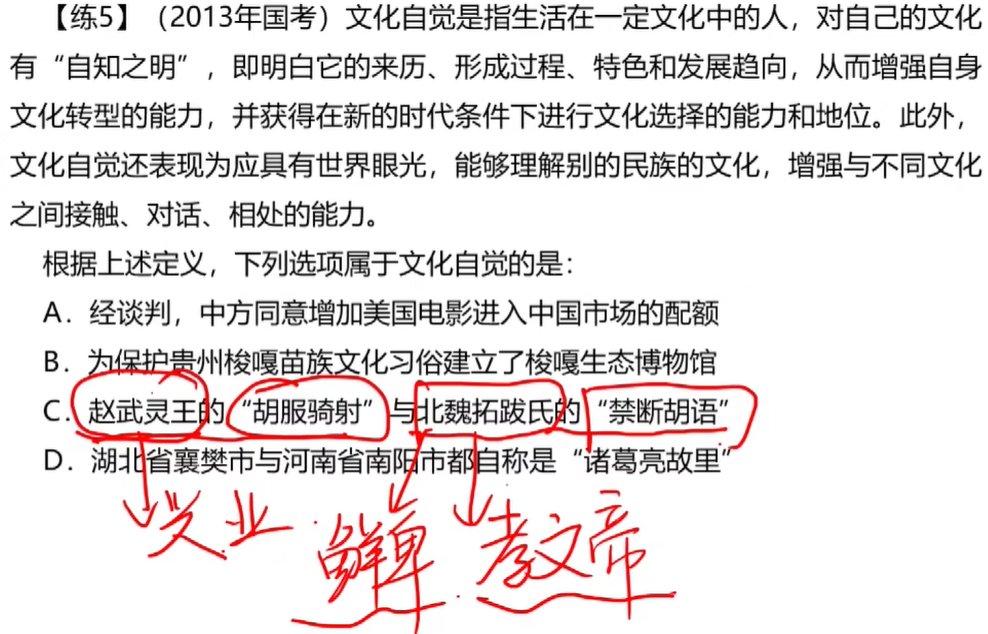 【练5】（2013年国考）文化自觉是指生活在一定文化中的人，对自己的文化
有“自知之明”，即明白它的来历、形成过程、特色和发展趋向，从而增强自身
文化转型的能力，并获得在新的时代条件下进行文化选择的能力和地位。此外，
文化自觉还表现为应具有世界眼光，能够理解别的民族的文化，增强与不同文化
之间接触、对话、相处的能力。
根据上述定义，下列选项属于文化自觉的是：
A．经谈判，中方同意增加美国电影进入中国市场的配额
B．为保护贵州梭嘎苗族文化习俗建立了梭嘎生态博物馆
C．赵武灵王的“胡服骑射”与北魏拓跋氏的“禁断胡语”
D．湖北省襄樊市与河南省南阳市都自称是“诸葛亮故里”
鲜卑 孝文帝